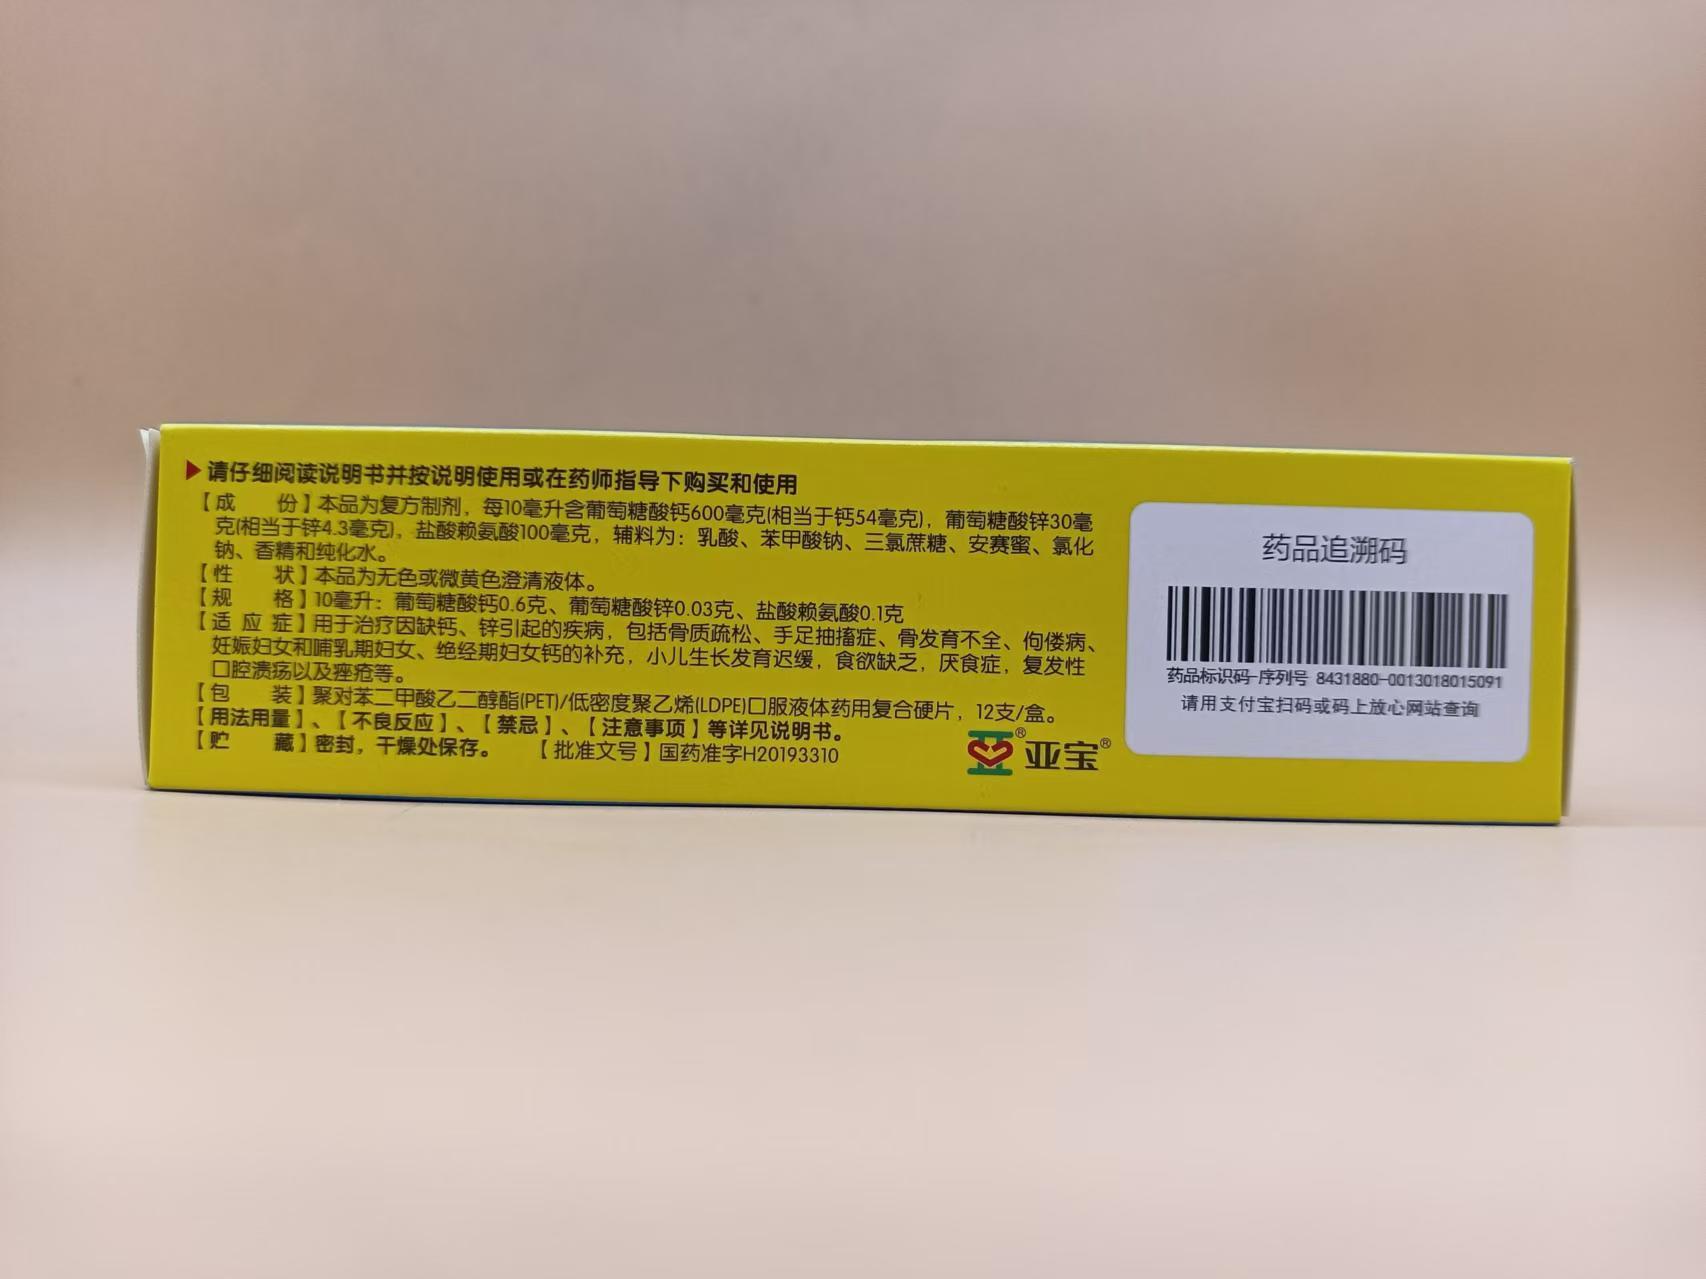 ▶请仔细阅读说明书并按说明使用或在药师指导下购买和使用
【成　　份】本品为复方制剂，每10毫升含葡萄糖酸钙600毫克(相当于钙54毫克)，葡萄糖酸锌30毫
克(相当于锌4.3毫克)，盐酸赖氨酸100毫克，辅料为：乳酸、苯甲酸钠、三氯蔗糖、安赛蜜、氯化
钠、香精和纯化水。
【性　　状】本品为无色或微黄色澄清液体。
【规　　格】10毫升：葡萄糖酸钙0.6克、葡萄糖酸锌0.03克、盐酸赖氨酸0.1克
【适 应 症】用于治疗因缺钙、锌引起的疾病，包括骨质疏松、手足抽搐症、骨发育不全、佝偻病、
妊娠妇女和哺乳期妇女、绝经期妇女钙的补充，小儿生长发育迟缓，食欲缺乏，厌食症，复发性
口腔溃疡以及痤疮等。
【包　　装】聚对苯二甲酸乙二醇酯(PET)/低密度聚乙烯(LDPE)口服液体药用复合硬片，12支/盒。
【用法用量】、【不良反应】、【禁忌】、【注意事项】等详见说明书。
【贮　　藏】密封，干燥处保存。　【批准文号】国药准字H20193310
®亚宝®
药品追溯码
药品标识码-序列号 8431880-0013018015091
请用支付宝扫码或码上放心网站查询